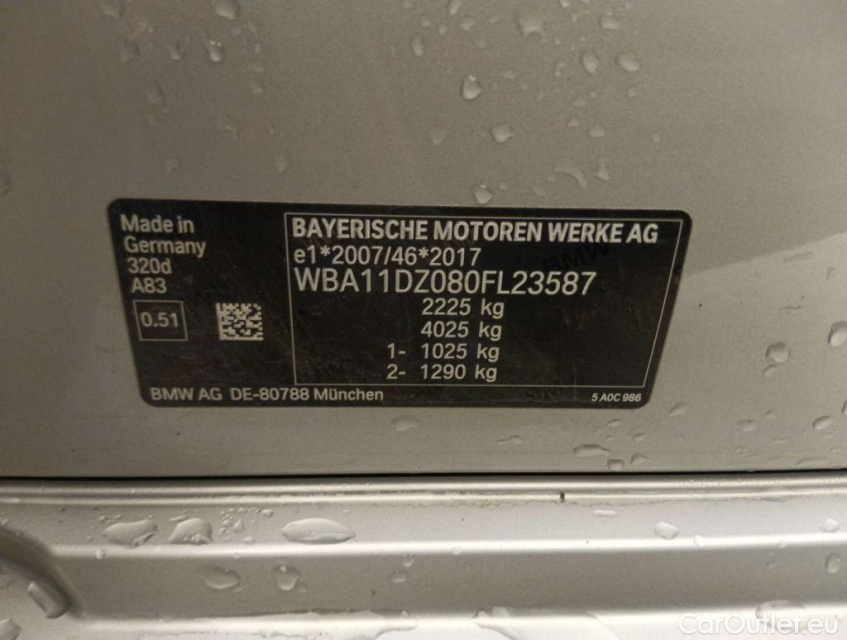 Made in
Germany
320d
A83
0.51
BAYERISCHE MOTOREN WERKE AG
e1*2007/46*2017
WBA11DZ080FL23587
2225 kg
4025 kg
1- 1025 kg
2- 1290 kg
BMW AG DE-80788 München
5 A0C 986
CarOutlet.eu